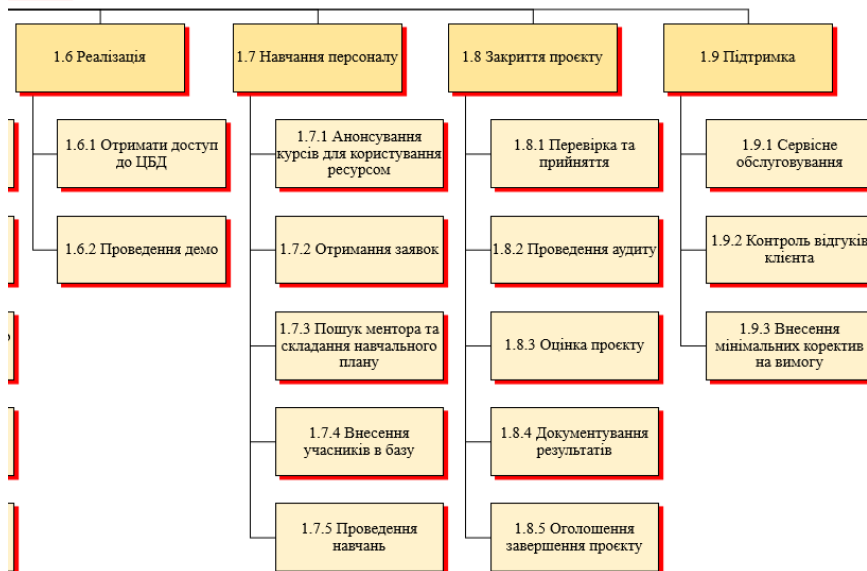 1.6 Реалізація
1.6.1 Отримати доступ
до ЦБД
1.6.2 Проведення демо
1.7 Навчання персоналу
1.7.1 Анонсування
курсів для користування
ресурсом
1.7.2 Отримання заявок
1.7.3 Пошук ментора та
складання навчального
плану
1.7.4 Внесення
учасників в базу
1.7.5 Проведення
навчань
1.8 Закриття проєкту
1.8.1 Перевірка та
прийняття
1.8.2 Проведення аудиту
1.8.3 Оцінка проєкту
1.8.4 Документування
результатів
1.8.5 Оголошення
завершення проєкту
1.9 Підтримка
1.9.1 Сервісне
обслуговування
1.9.2 Контроль відгуків
клієнта
1.9.3 Внесення
мінімальних коректив
на вимогу